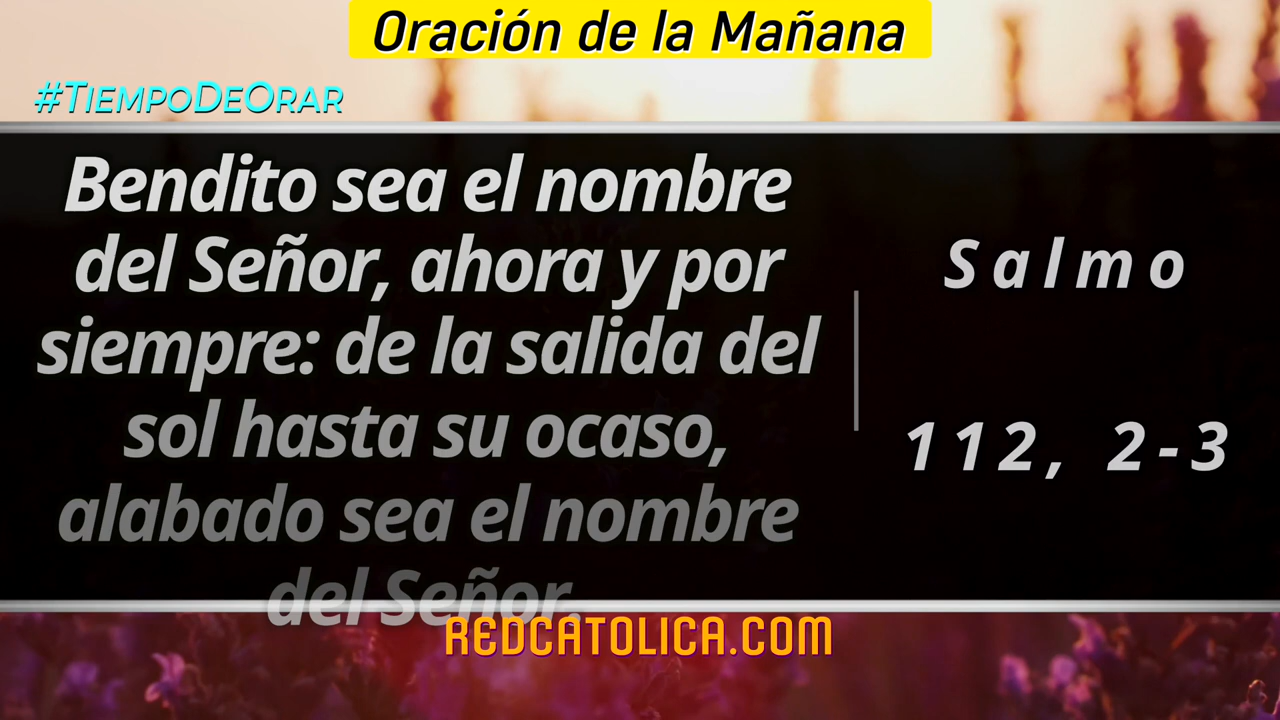 Oración de la Mañana
#TiempoDeOrar
Bendito sea el nombre
del Señor, ahora y por
siempre: de la salida del
sol hasta su ocaso,
alabado sea el nombre
del Señor.
Salmo
112, 2-3
REDCATOLICA.COM